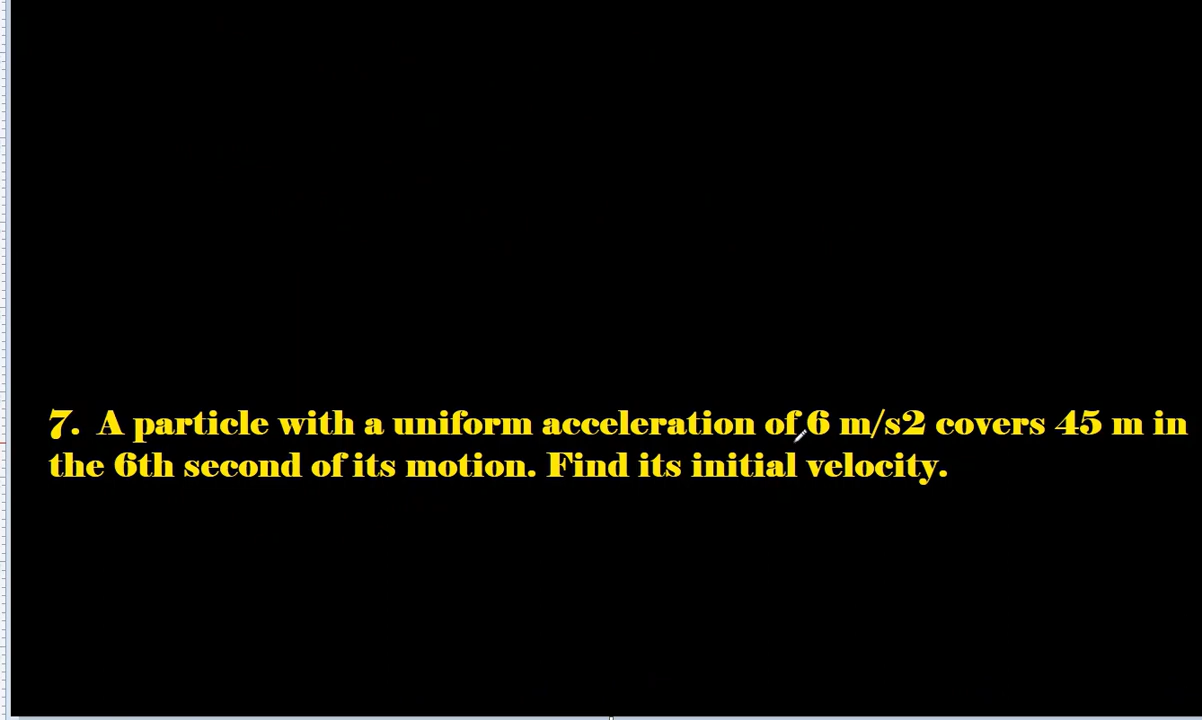 7. A particle with a uniform acceleration of 6 m/s2 covers 45 m in
the 6th second of its motion. Find its initial velocity.